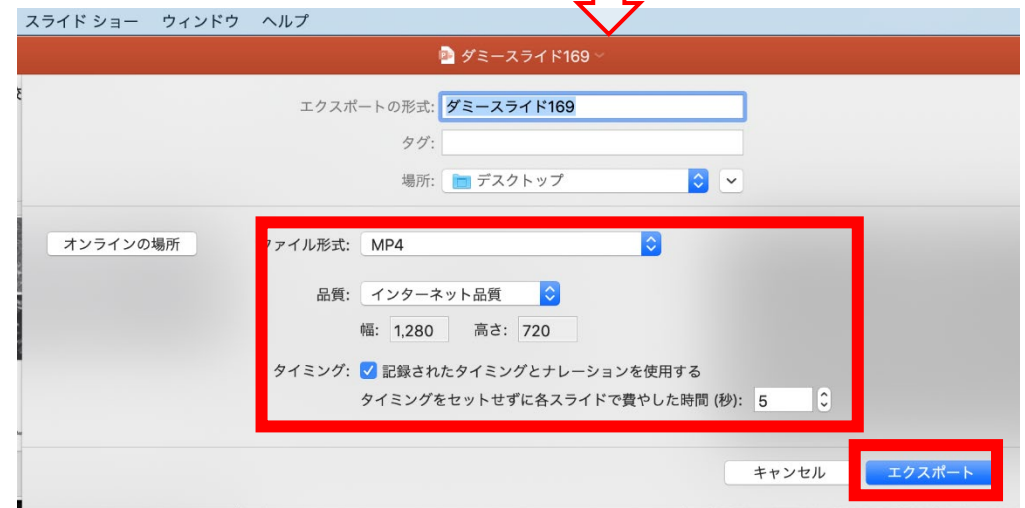 スライド ショー ウィンドウ ヘルプ
ダミースライド169
エクスポートの形式: ダミースライド169
タグ:
場所: デスクトップ
オンラインの場所 ファイル形式: MP4
品質: インターネット品質
幅: 1,280 高さ: 720
タイミング: 記録されたタイミングとナレーションを使用する
タイミングをセットせずに各スライドで費やした時間 (秒): 5
キャンセル エクスポート